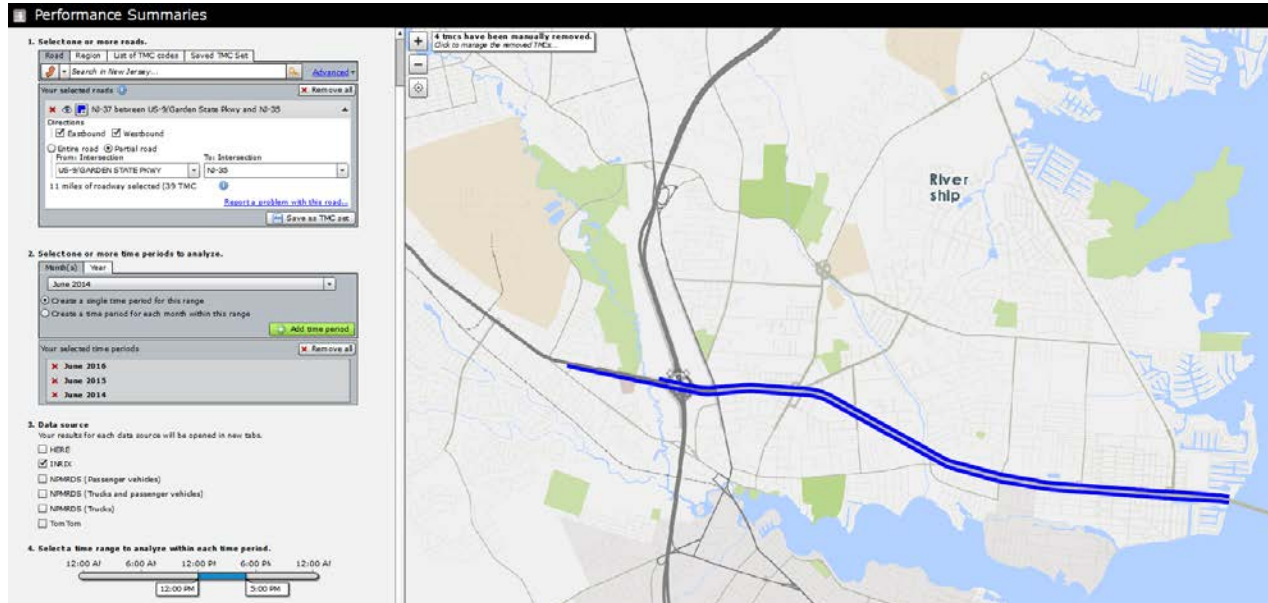 Performance Summaries
1. Select one or more roads.
Road Region List of TMC codes Saved TMC Set
Search in New Jersey... Advanced
Your selected roads Remove all
NJ-37 between US-9/Garden State Pkwy and NJ-35
Directions
Eastbound Westbound
Entire road Partial road
From: Intersection To: Intersection
US-9/GARDEN STATE PKWY NJ-35
11 miles of roadway selected (39 TMC
Report a problem with this road...
Save as TMC set
2. Select one or more time periods to analyze.
Month(s) Year
June 2014
Create a single time period for this range
Create a time period for each month within this range
Add time period
Your selected time periods Remove all
June 2016
June 2015
June 2014
3. Data source
Your results for each data source will be opened in new tabs.
HERE
INRIX
NPMRDS (Passenger vehicles)
NPMRDS (Trucks and passenger vehicles)
NPMRDS (Trucks)
TomTom
4. Select a time range to analyze within each time period.
12:00 AM 6:00 AM 12:00 PM 6:00 PM 12:00 AM
12:00 PM 5:00 PM
4 tmcs have been manually removed.
Click to manage the removed TMCs...
River
ship